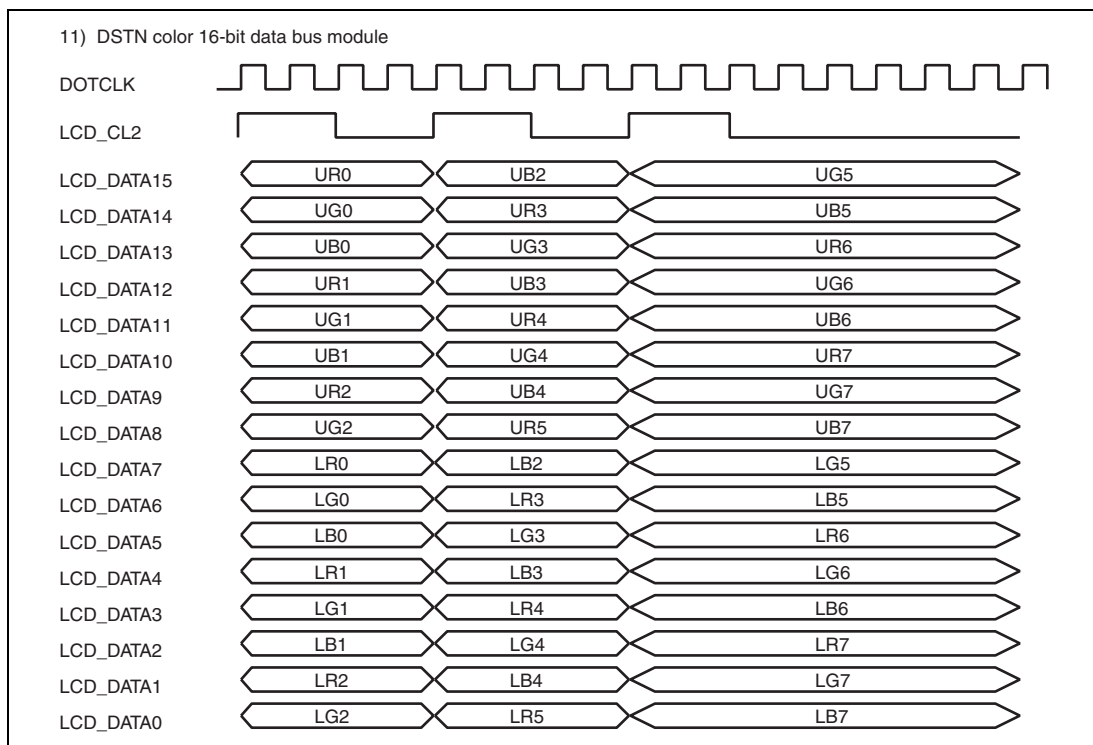 11) DSTN color 16-bit data bus module
DOTCLK
LCD_CL2
LCD_DATA15 UR0 UB2 UG5
LCD_DATA14 UG0 UR3 UB5
LCD_DATA13 UB0 UG3 UR6
LCD_DATA12 UR1 UB3 UG6
LCD_DATA11 UG1 UR4 UB6
LCD_DATA10 UB1 UG4 UR7
LCD_DATA9 UR2 UB4 UG7
LCD_DATA8 UG2 UR5 UB7
LCD_DATA7 LR0 LB2 LG5
LCD_DATA6 LG0 LR3 LB5
LCD_DATA5 LB0 LG3 LR6
LCD_DATA4 LR1 LB3 LG6
LCD_DATA3 LG1 LR4 LB6
LCD_DATA2 LB1 LG4 LR7
LCD_DATA1 LR2 LB4 LG7
LCD_DATA0 LG2 LR5 LB7